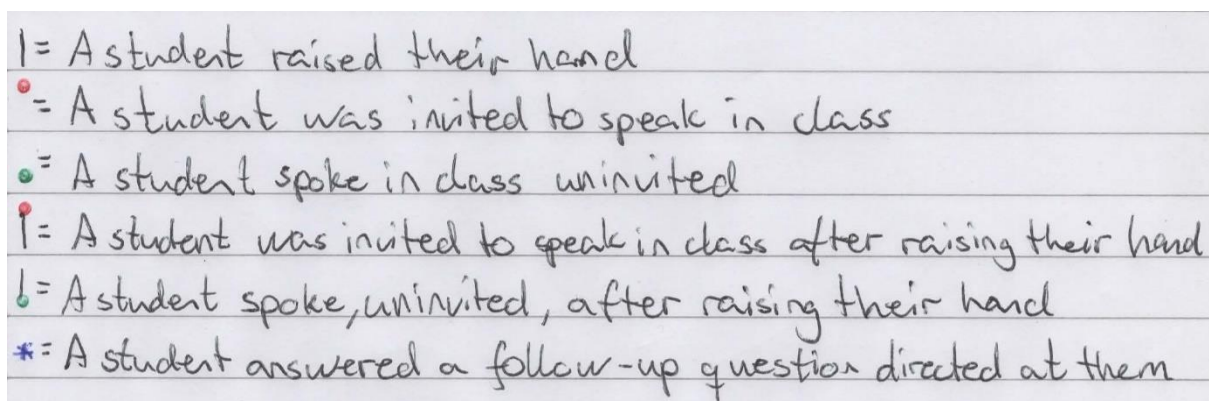 | = A student raised their hand
= A student was invited to speak in class
= A student spoke in class uninvited
= A student was invited to speak in class after raising their hand
= A student spoke, uninvited, after raising their hand
* = A student answered a follow-up question directed at them